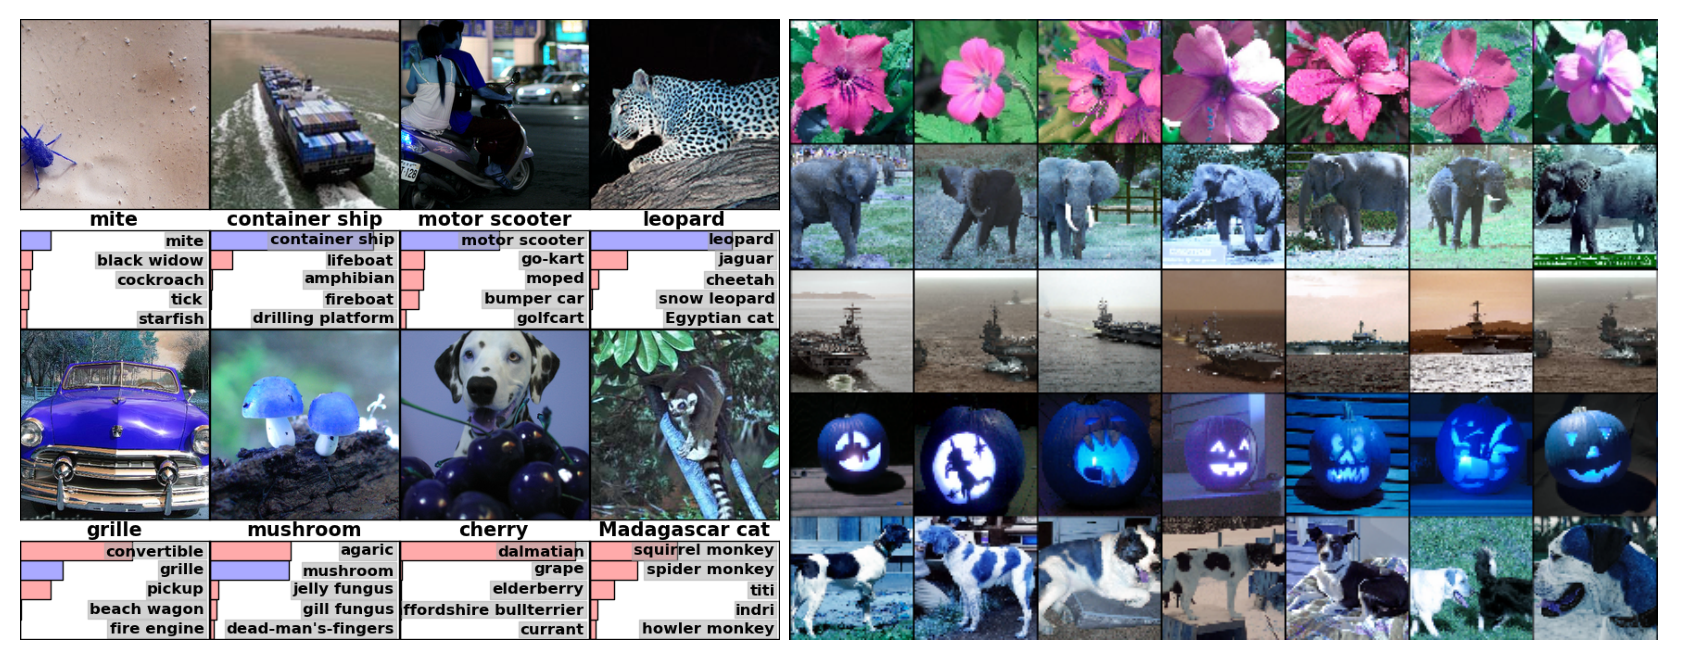 mite container ship motor scooter leopard
mite container ship motor scooter leopard
black widow lifeboat go-kart jaguar
cockroach amphibian moped cheetah
tick fireboat bumper car snow leopard
starfish drilling platform golfcart Egyptian cat
grille mushroom cherry Madagascar cat
convertible agaric dalmatian squirrel monkey
grille mushroom grape spider monkey
pickup jelly fungus elderberry titi
beach wagon gill fungus ffordshire bullterrier indri
fire engine dead-man's-fingers currant howler monkey